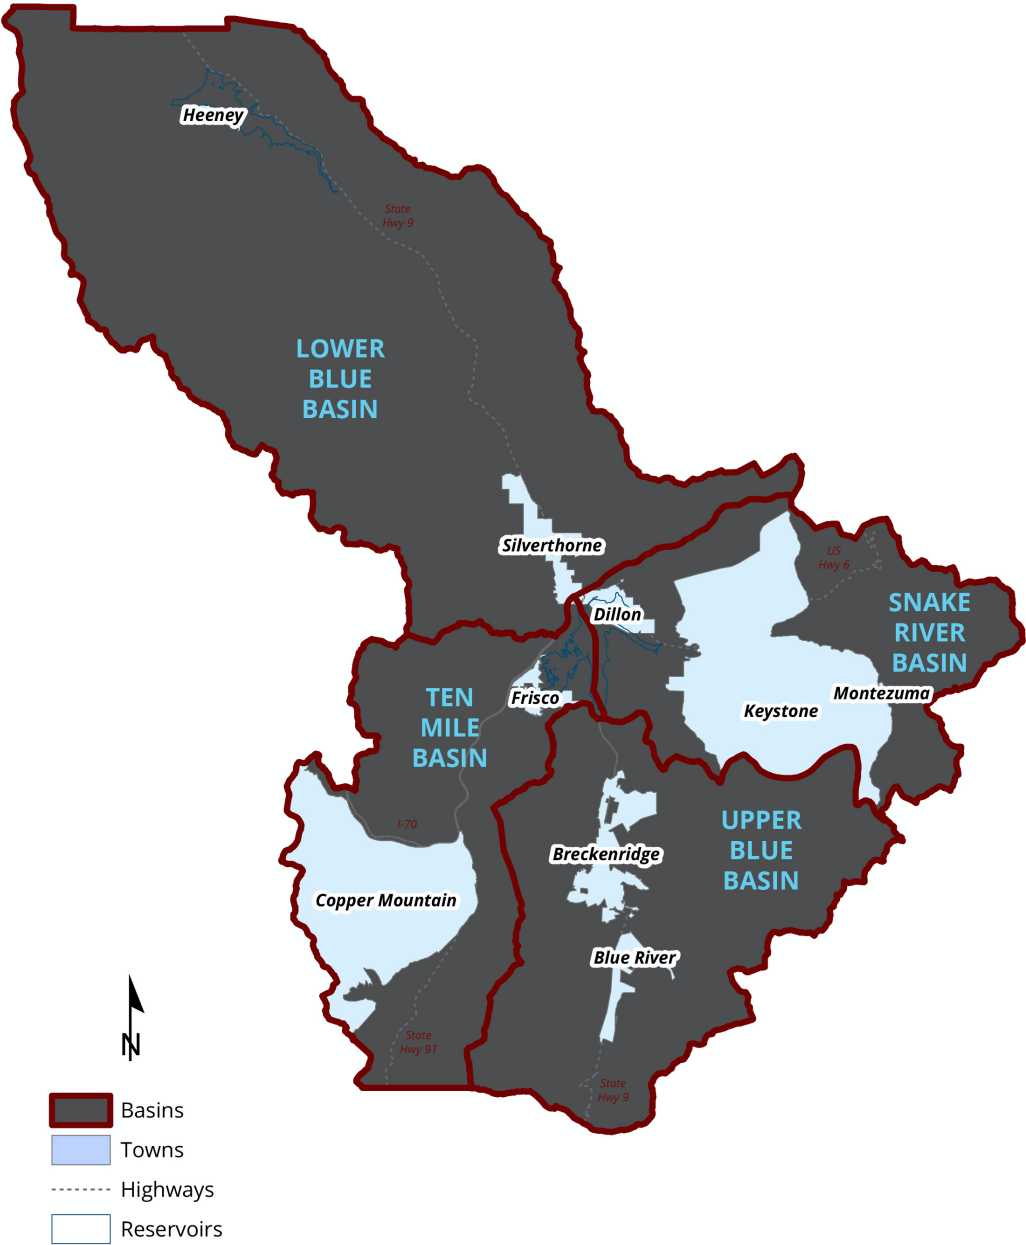 Heeney
State
Hwy 9
LOWER
BLUE
BASIN
Silverthorne
US
Hwy 6
SNAKE
RIVER
BASIN
Dillon
Montezuma
Keystone
Frisco
TEN
MILE
BASIN
I-70
UPPER
BLUE
BASIN
Breckenridge
Copper Mountain
Blue River
State
Hwy 91
State
Hwy 9
N
Basins
Towns
Highways
Reservoirs